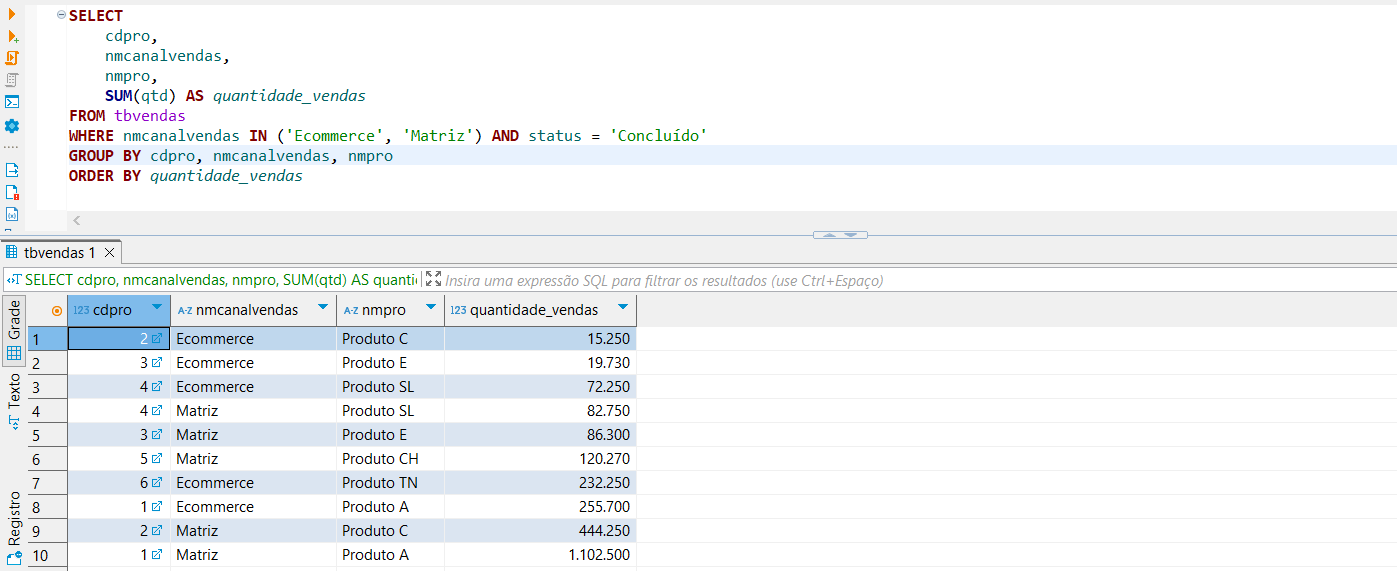 SELECT
cdpro,
nmcanalvendas,
nmpro,
SUM(qtd) AS quantidade_vendas
FROM tbvendas
WHERE nmcanalvendas IN ('Ecommerce', 'Matriz') AND status = 'Concluído'
GROUP BY cdpro, nmcanalvendas, nmpro
ORDER BY quantidade_vendas
tbvendas 1
SELECT cdpro, nmcanalvendas, nmpro, SUM(qtd) AS quanti
Insira uma expressão SQL para filtrar os resultados (use Ctrl+Espaço)
Grade
Texto
Registro
123 cdpro A-Z nmcanalvendas A-Z nmpro 123 quantidade_vendas
1 2 Ecommerce Produto C 15.250
2 3 Ecommerce Produto E 19.730
3 4 Ecommerce Produto SL 72.250
4 4 Matriz Produto SL 82.750
5 3 Matriz Produto E 86.300
6 5 Matriz Produto CH 120.270
7 6 Ecommerce Produto TN 232.250
8 1 Ecommerce Produto A 255.700
9 2 Matriz Produto C 444.250
10 1 Matriz Produto A 1.102.500